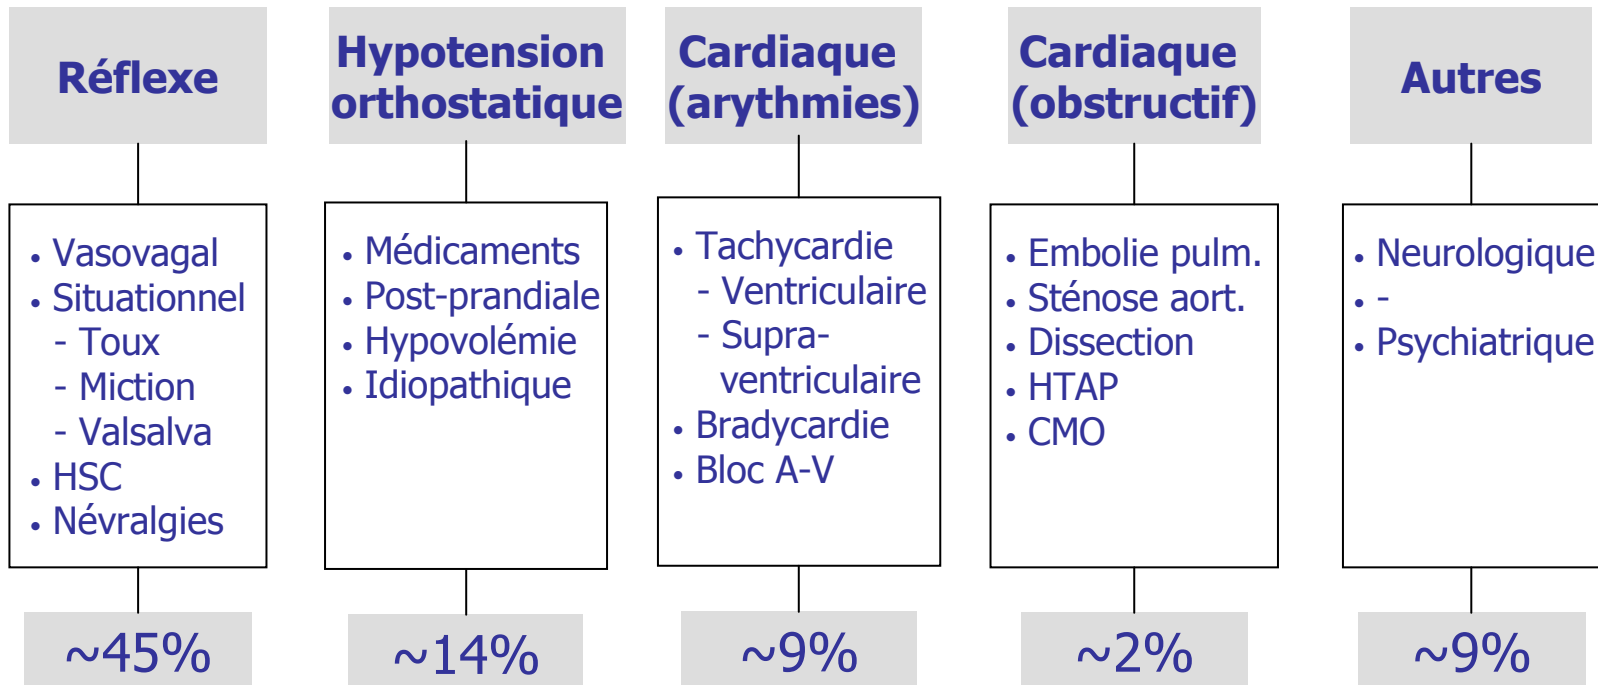 Réflexe
• Vasovagal
• Situationnel
- Toux
- Miction
- Valsalva
• HSC
• Névralgies
~45%
Hypotension
orthostatique
• Médicaments
• Post-prandiale
• Hypovolémie
• Idiopathique
~14%
Cardiaque
(arythmies)
• Tachycardie
- Ventriculaire
- Supra-
ventriculaire
• Bradycardie
• Bloc A-V
~9%
Cardiaque
(obstructif)
• Embolie pulm.
• Sténose aort.
• Dissection
• HTAP
• CMO
~2%
Autres
• Neurologique
• -
• Psychiatrique
~9%